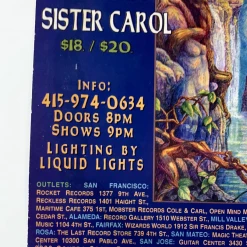 SISTER CAROL
$18 / $20
INFO:
415-974-0634
DOORS 8PM
SHOWS 9PM
LIGHTING BY
LIQUID LIGHTS
OUTLETS: SAN FRANCISCO:
ROCKET RECORDS 1377 9TH AVE.,
RECKLESS RECORDS 1401 HAIGHT ST.,
MARITIME CAFE 375 1ST, MOBSTER RECORDS COLE & CARL, OPEN MIND M
CEDAR ST., ALAMEDA: RECORD GALLERY 1510 WEBSTER ST., MILL VALLEY
MUSIC 1104 4TH ST., FAIRFAX: WIZARD WORLD 1912 SIR FRANCIS DRAKE,
ROSA: THE LAST RECORD STORE 739 4TH ST., SAN MATEO: MAGIC THEAT
CENTER 10300 SAN PABLO AVE., SAN JOSE: GUITAR CENTER 3430